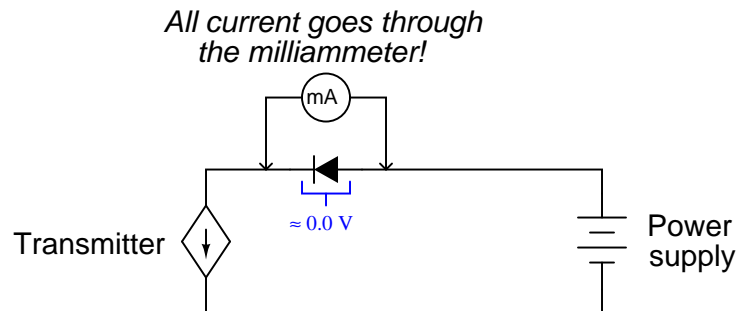 All current goes through
the milliammeter!
mA
≈ 0.0 V
Transmitter
Power
supply